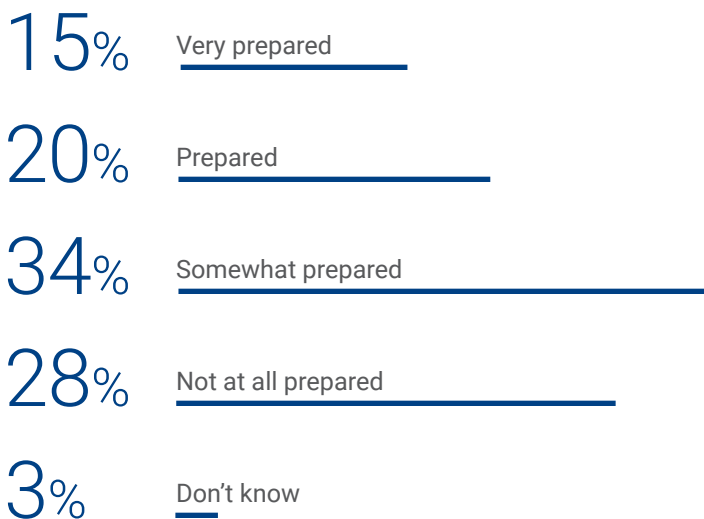 15% Very prepared
20% Prepared
34% Somewhat prepared
28% Not at all prepared
3% Don’t know